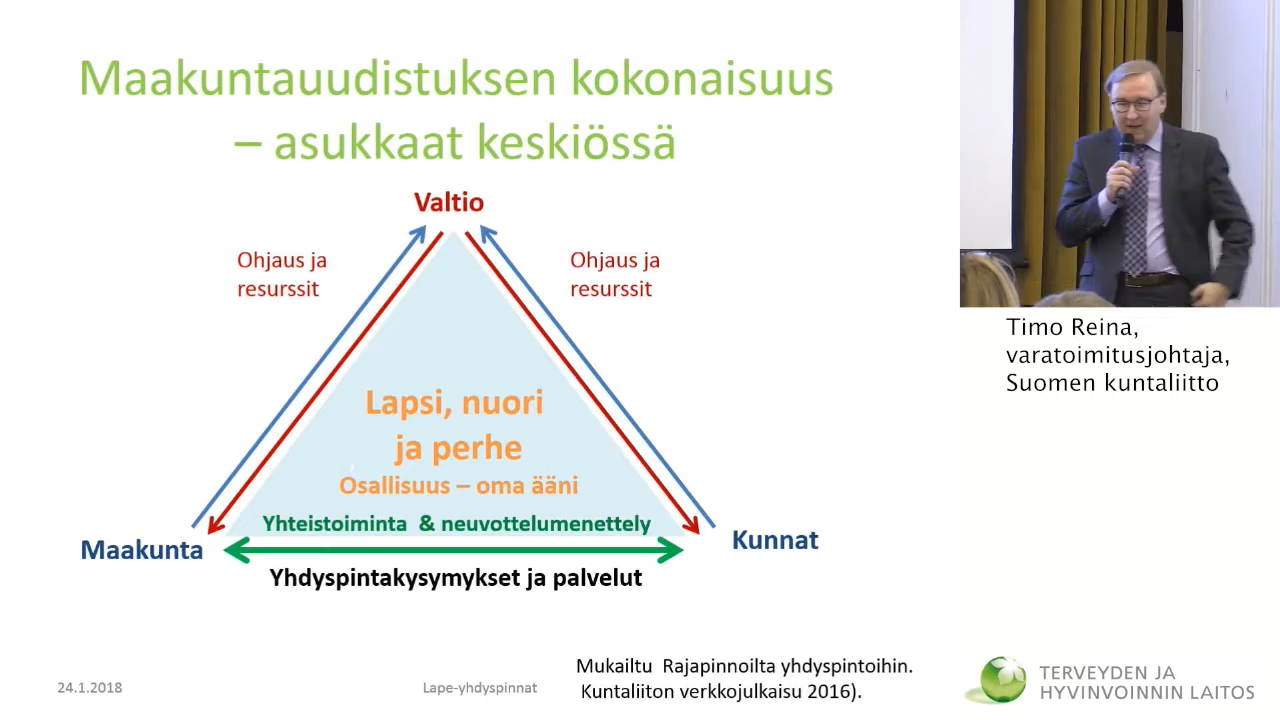 Maakuntauudistuksen kokonaisuus
– asukkaat keskiössä
Valtio
Ohjaus ja
resurssit
Ohjaus ja
resurssit
Lapsi, nuori
ja perhe
Osallisuus – oma ääni
Yhteistoiminta & neuvottelumenettely
Maakunta
Kunnat
Yhdyspintakysymykset ja palvelut
Timo Reina,
varatoimitusjohtaja,
Suomen kuntaliitto
Mukailtu Rajapinnoilta yhdyspintoihin.
Kuntaliiton verkkojulkaisu 2016).
24.1.2018
Lape-yhdyspinnat
TERVEYDEN JA
HYVINVOINNIN LAITOS